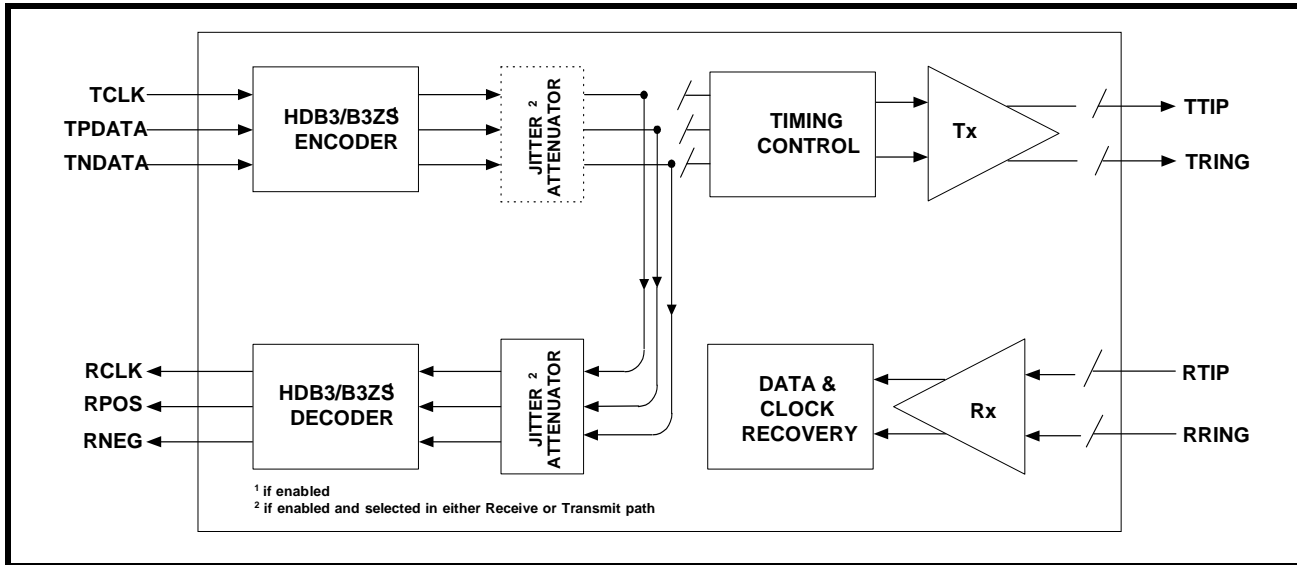 TCLK
TPDATA
TNDATA
HDB3/B3ZS1
ENCODER
JITTER 2
ATTENUATOR
TIMING
CONTROL
Tx
TTIP
TRING
RCLK
RPOS
RNEG
HDB3/B3ZS1
DECODER
JITTER 2
ATTENUATOR
DATA &
CLOCK
RECOVERY
Rx
RTIP
RRING
1 if enabled
2 if enabled and selected in either Receive or Transmit path